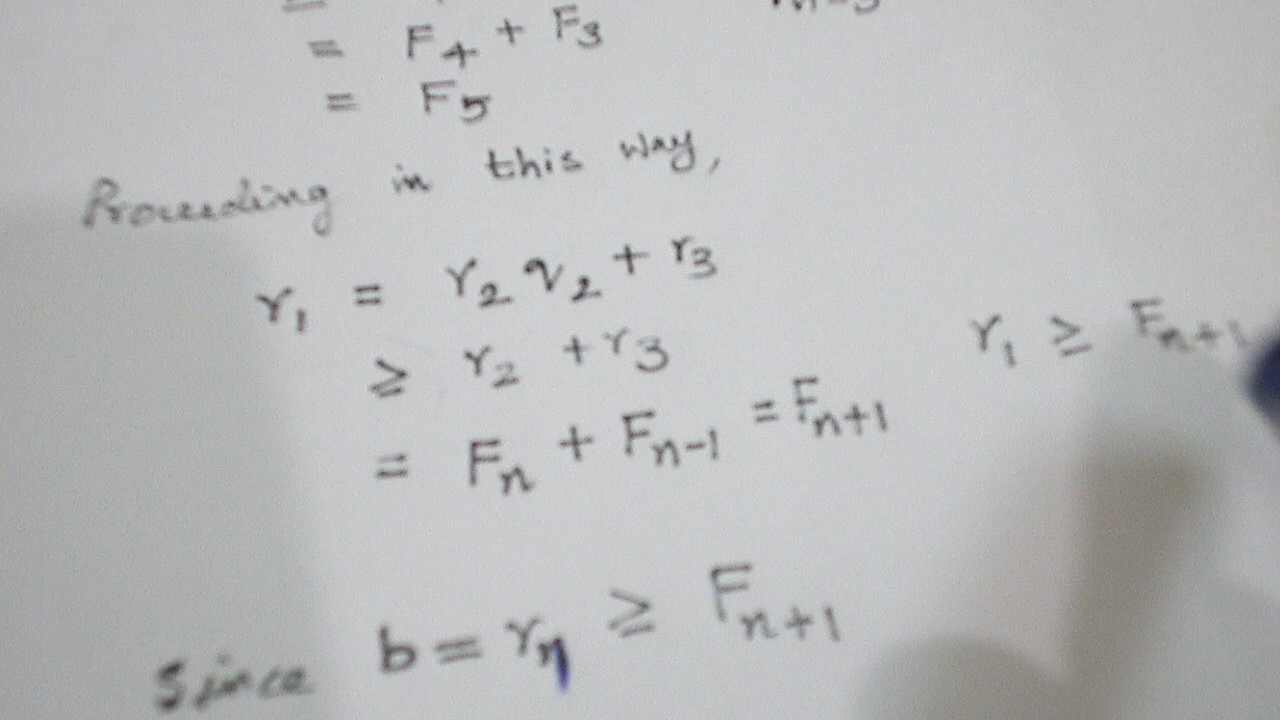 = F₄ + F₃
= F₅
Proceeding in this way,
r₁ = r₂ q₂ + r₃
≥ r₂ + r₃ r₁ ≥ Fₙ₊₁
= Fₙ + Fₙ₋₁ = Fₙ₊₁
Since b = r₁ ≥ Fₙ₊₁